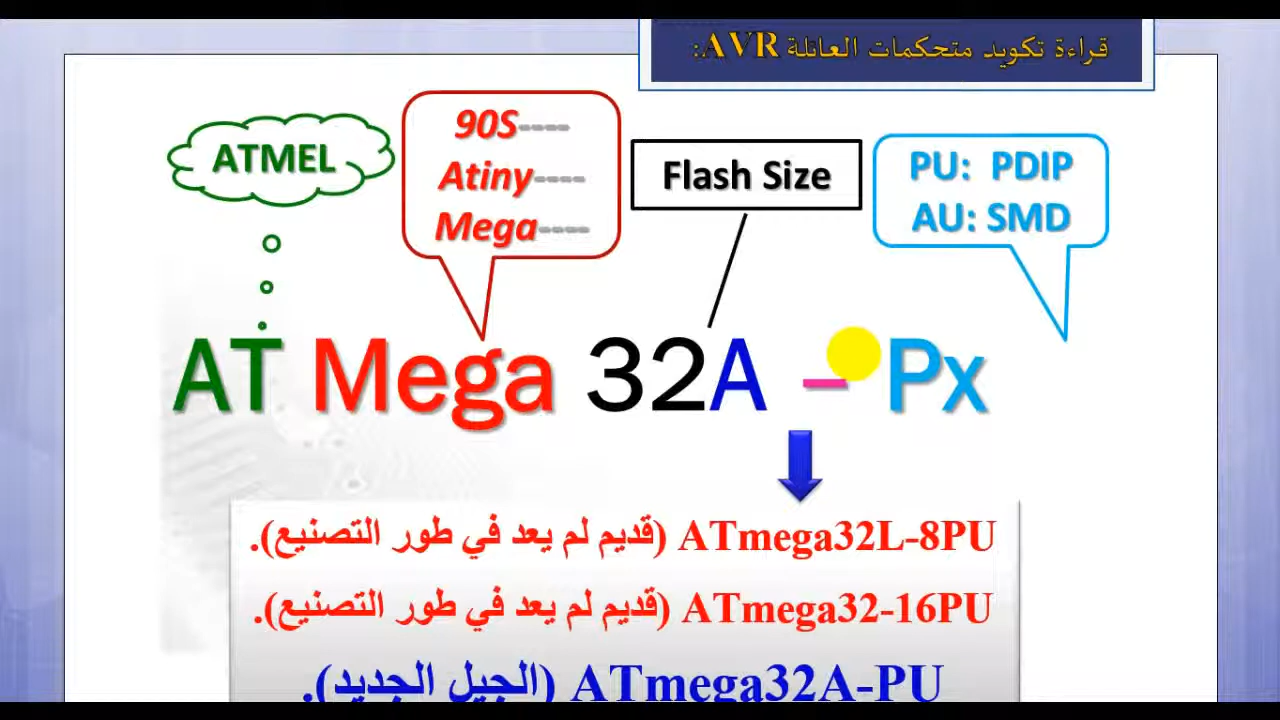 قراءة تكويد متحكمات العائلة AVR:
ATMEL
90S----
Atiny----
Mega----
Flash Size
PU: PDIP
AU: SMD
AT Mega 32A – Px
ATmega32L-8PU (قديم لم يعد في طور التصنيع).
ATmega32-16PU (قديم لم يعد في طور التصنيع).
ATmega32A-PU (الجيل الجديد).